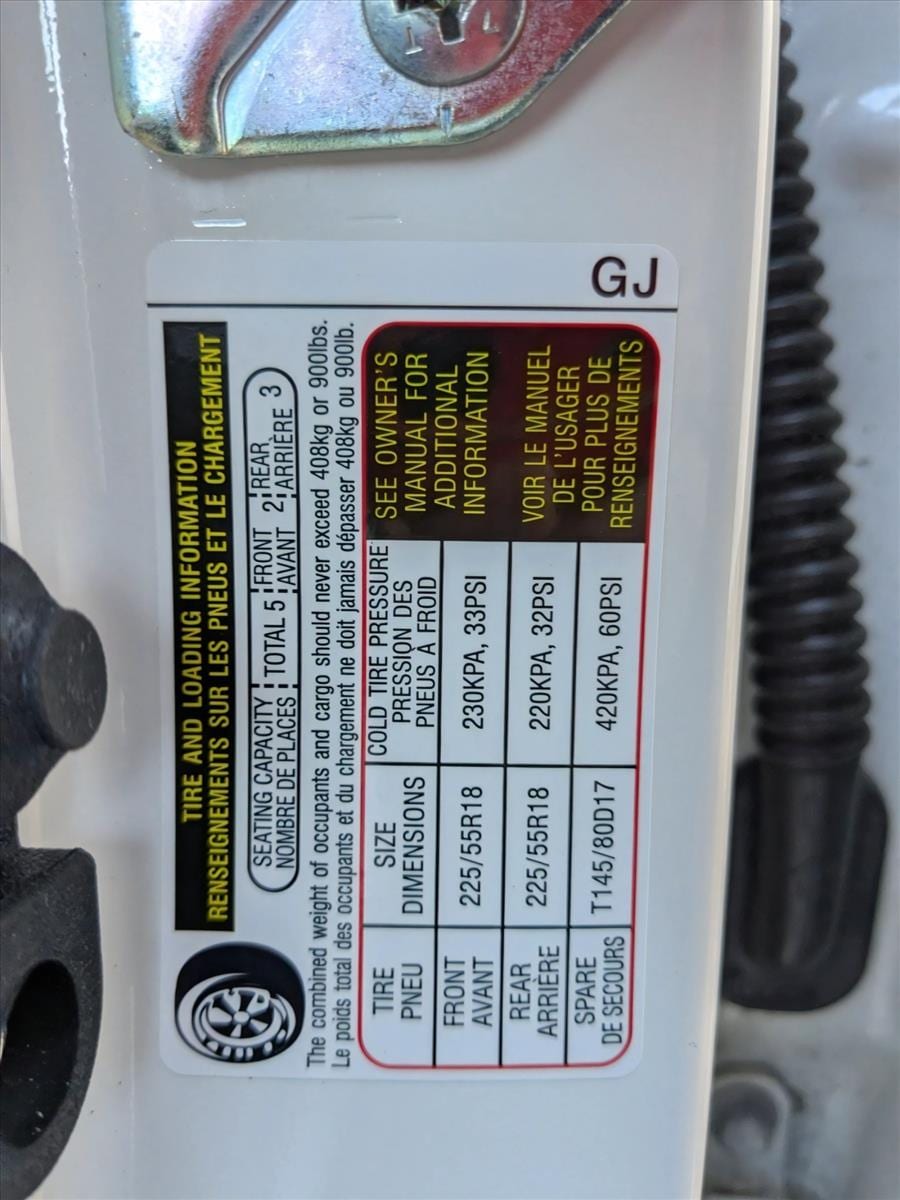 GJ
TIRE AND LOADING INFORMATION
RENSEIGNEMENTS SUR LES PNEUS ET LE CHARGEMENT
SEATING CAPACITY TOTAL 5 FRONT 2 REAR 3
NOMBRE DE PLACES AVANT ARRIÈRE
The combined weight of occupants and cargo should never exceed 408kg or 900lbs.
Le poids total des occupants et du chargement ne doit jamais dépasser 408kg ou 900lb.
TIRE SIZE COLD TIRE PRESSURE
PNEU DIMENSIONS PRESSION DES
PNEUS À FROID
FRONT 225/55R18 230KPA, 33PSI
AVANT
REAR 225/55R18 220KPA, 32PSI
ARRIÈRE
SPARE T145/80D17 420KPA, 60PSI
DE SECOURS
SEE OWNER'S
MANUAL FOR
ADDITIONAL
INFORMATION
VOIR LE MANUEL
DE L'USAGER
POUR PLUS DE
RENSEIGNEMENTS